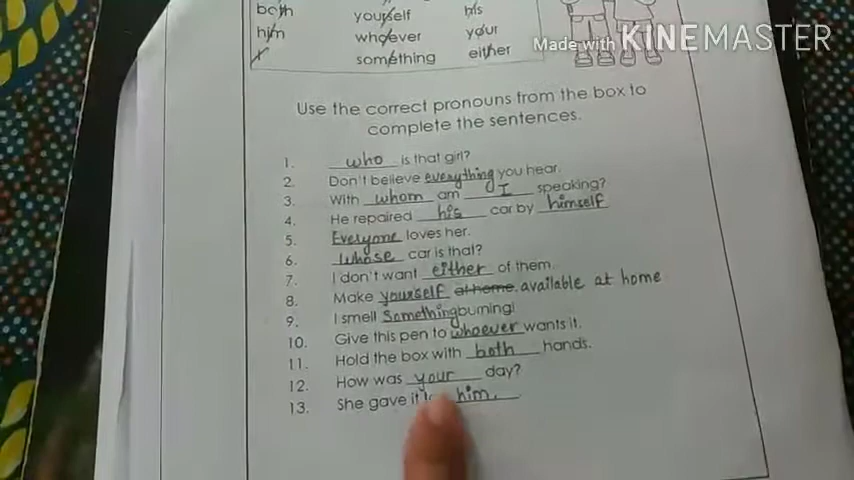 both yourself his
him whoever your
I something either
Made with KINEMASTER
Use the correct pronouns from the box to
complete the sentences.
1. who is that girl?
2. Don't believe everything you hear.
3. With whom am I speaking?
4. He repaired his car by himself
5. Everyone loves her.
6. whose car is that?
7. I don't want either of them.
8. Make yourself at home. available at home
9. I smell Something burning!
10. Give this pen to whoever wants it.
11. Hold the box with both hands.
12. How was your day?
13. She gave it to him.